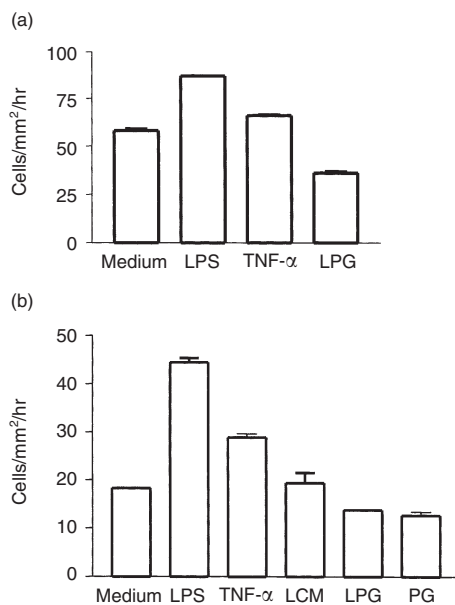 (a)
Cells/mm²/hr
100
75
50
25
0
Medium LPS TNF-α LPG
(b)
Cells/mm²/hr
50
40
30
20
10
0
Medium LPS TNF-α LCM LPG PG